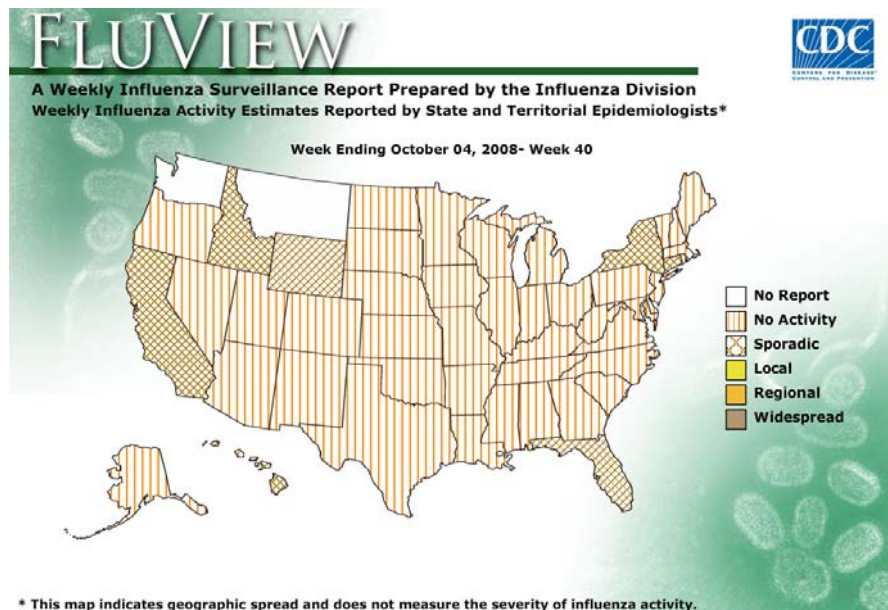 FLUVIEW
CDC
CENTERS FOR DISEASE
CONTROL AND PREVENTION
A Weekly Influenza Surveillance Report Prepared by the Influenza Division
Weekly Influenza Activity Estimates Reported by State and Territorial Epidemiologists*
Week Ending October 04, 2008- Week 40
No Report
No Activity
Sporadic
Local
Regional
Widespread
* This map indicates geographic spread and does not measure the severity of influenza activity.